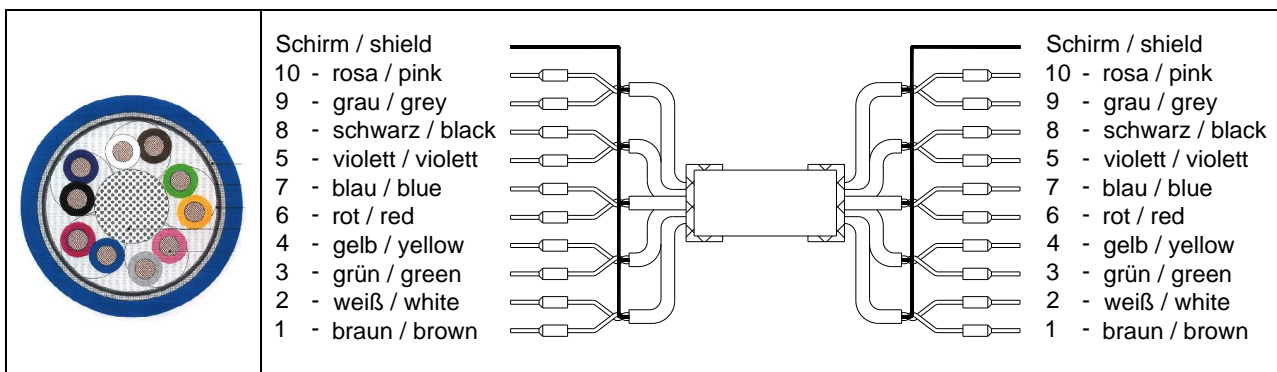 Schirm / shield
10 - rosa / pink
9 - grau / grey
8 - schwarz / black
5 - violett / violett
7 - blau / blue
6 - rot / red
4 - gelb / yellow
3 - grün / green
2 - weiß / white
1 - braun / brown
Schirm / shield
10 - rosa / pink
9 - grau / grey
8 - schwarz / black
5 - violett / violett
7 - blau / blue
6 - rot / red
4 - gelb / yellow
3 - grün / green
2 - weiß / white
1 - braun / brown